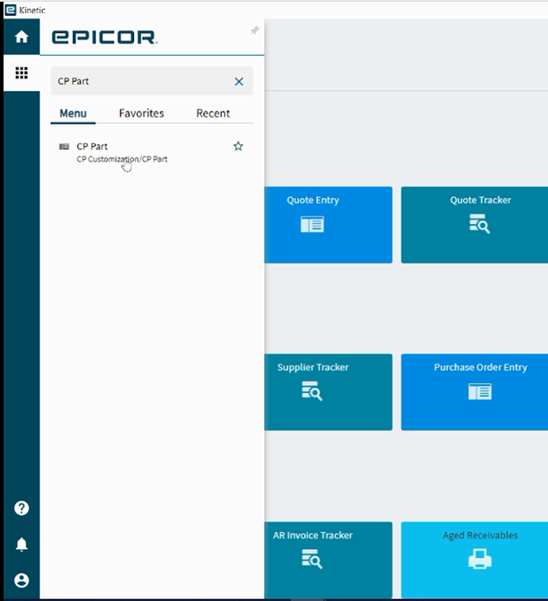 Kinetic
EPICOR
CP Part
Menu Favorites Recent
CP Part
CP Customization/CP Part
Quote Entry Quote Tracker
Supplier Tracker Purchase Order Entry
AR Invoice Tracker Aged Receivables